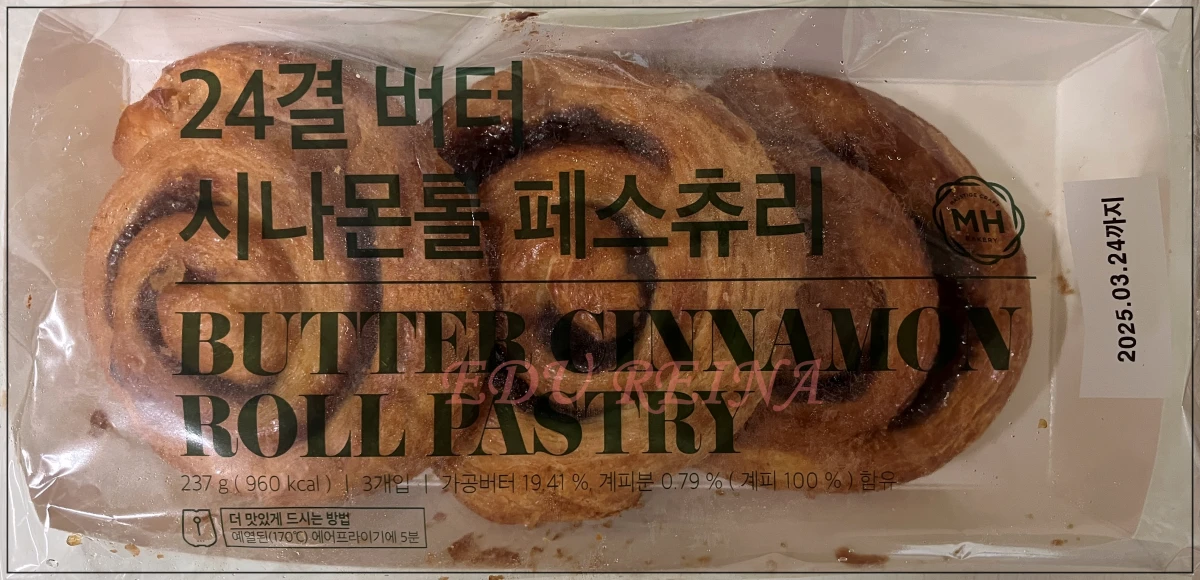 24결 버터
시나몬롤 페스츄리
MH
BAKERY
2025.03.24까지
BUTTER CINNAMON
ROLL PASTRY
EDU REINA
237 g ( 960 kcal ) | 3개입 | 가공버터 19.41 %, 계피분 0.79 % ( 계피 100 % ) 함유
더 맛있게 드시는 방법
예열된(170℃) 에어프라이기에 5분